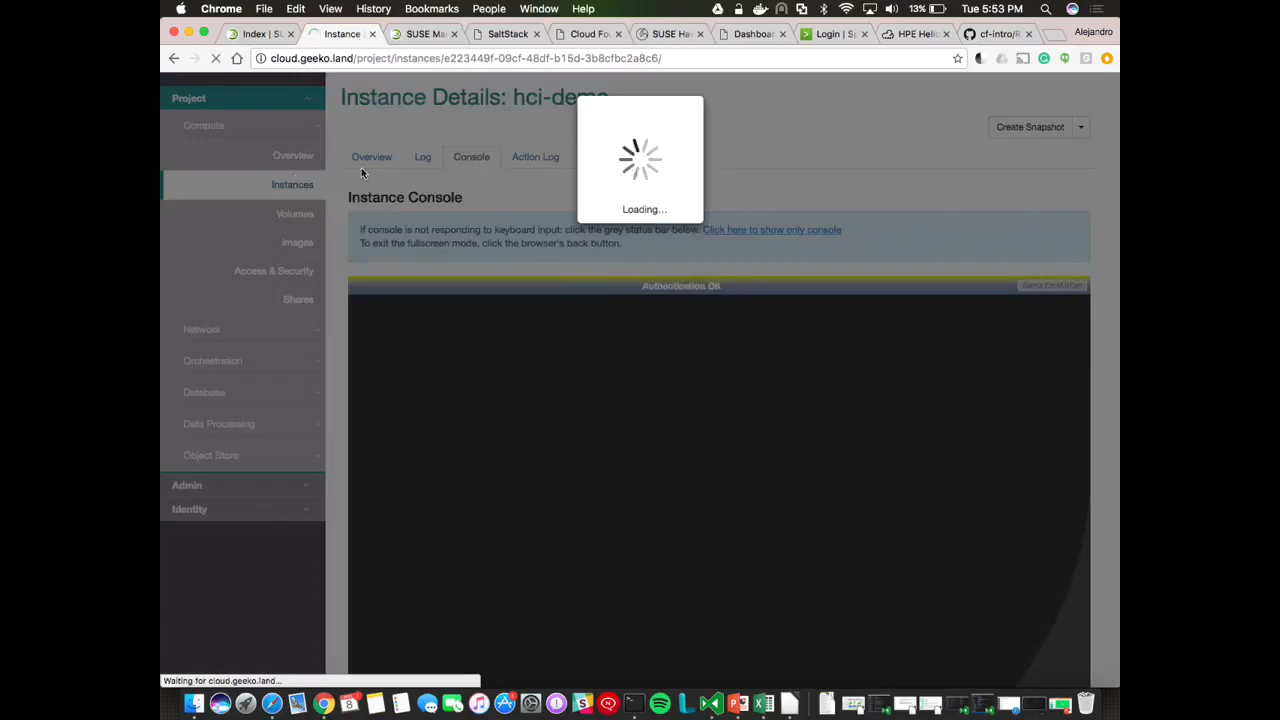 Chrome File Edit View History Bookmarks People Window Help 13% Tue 5:53 PM
Index | SU Instance SUSE Ma SaltStack Cloud Fo SUSE Ha Dashboa Login | Sp HPE Heli cf-intro/R Alejandro
cloud.geeko.land/project/instances/e223449f-09cf-48df-b15d-3b8cfbc2a8c6/
Project
Compute
Overview
Instances
Volumes
Images
Access & Security
Shares
Network
Orchestration
Database
Data Processing
Object Store
Admin
Identity
Instance Details: hci-demo
Create Snapshot
Overview Log Console Action Log
Instance Console
If console is not responding to keyboard input: click the grey status bar below. Click here to show only console
To exit the fullscreen mode, click the browser's back button.
Send CtrlAltDel
Loading...
Waiting for cloud.geeko.land...